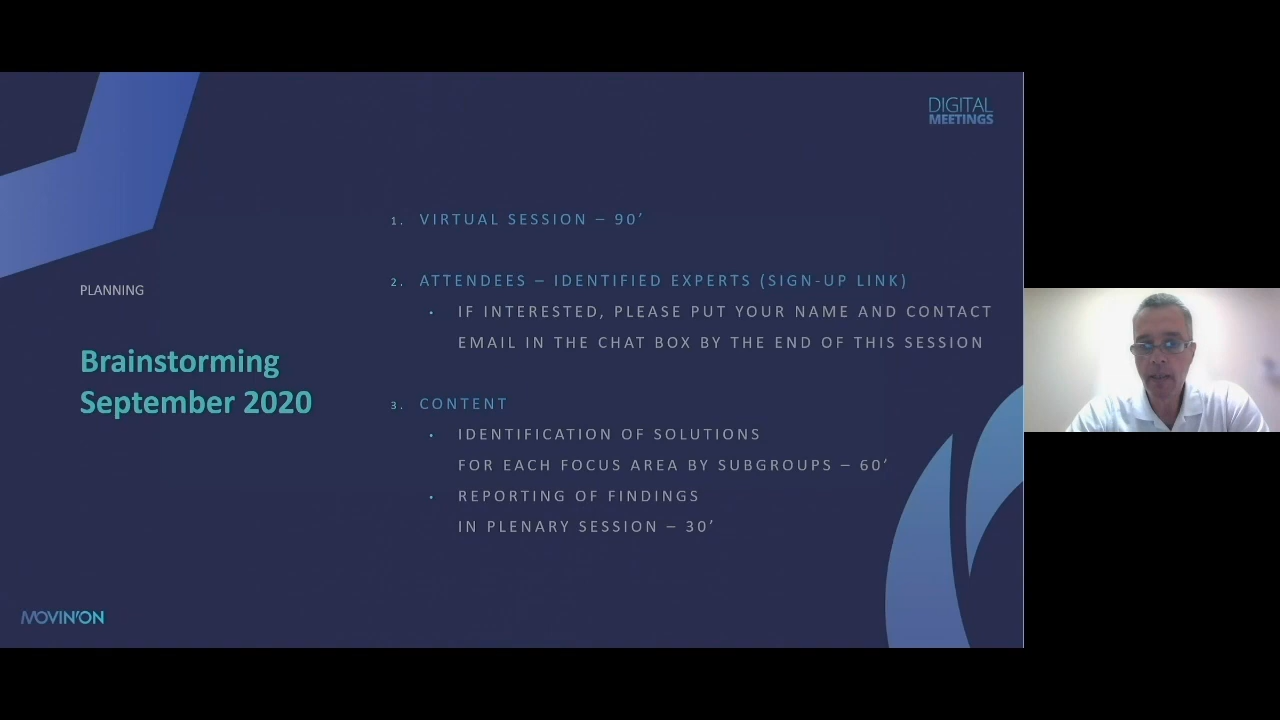 DIGITAL
MEETINGS
PLANNING
Brainstorming
September 2020
1. VIRTUAL SESSION – 90’
2. ATTENDEES – IDENTIFIED EXPERTS (SIGN-UP LINK)
• IF INTERESTED, PLEASE PUT YOUR NAME AND CONTACT
EMAIL IN THE CHAT BOX BY THE END OF THIS SESSION
3. CONTENT
• IDENTIFICATION OF SOLUTIONS
FOR EACH FOCUS AREA BY SUBGROUPS – 60’
• REPORTING OF FINDINGS
IN PLENARY SESSION – 30’
MOVIN'ON